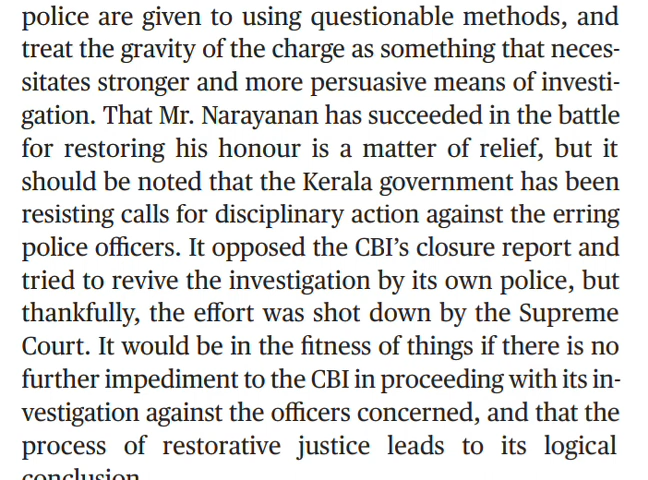 police are given to using questionable methods, and
treat the gravity of the charge as something that neces-
sitates stronger and more persuasive means of investi-
gation. That Mr. Narayanan has succeeded in the battle
for restoring his honour is a matter of relief, but it
should be noted that the Kerala government has been
resisting calls for disciplinary action against the erring
police officers. It opposed the CBI’s closure report and
tried to revive the investigation by its own police, but
thankfully, the effort was shot down by the Supreme
Court. It would be in the fitness of things if there is no
further impediment to the CBI in proceeding with its in-
vestigation against the officers concerned, and that the
process of restorative justice leads to its logical
conclusion.